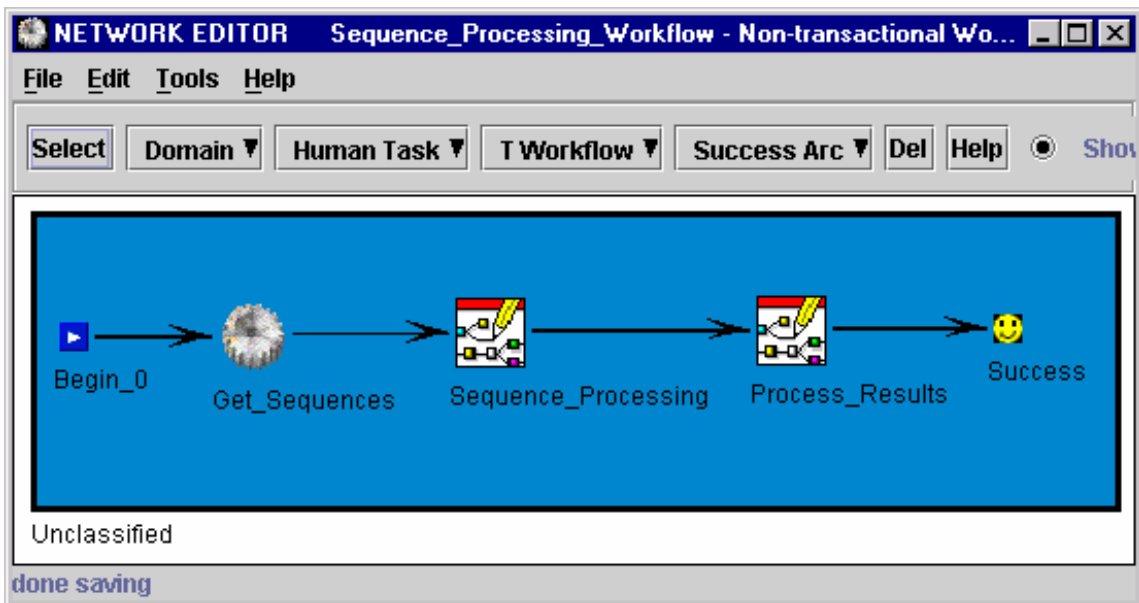 NETWORK EDITOR Sequence_Processing_Workflow - Non-transactional Wo...
File Edit Tools Help
Select Domain Human Task T Workflow Success Arc Del Help Show
Begin_0
Get_Sequences
Sequence_Processing
Process_Results
Success
Unclassified
done saving